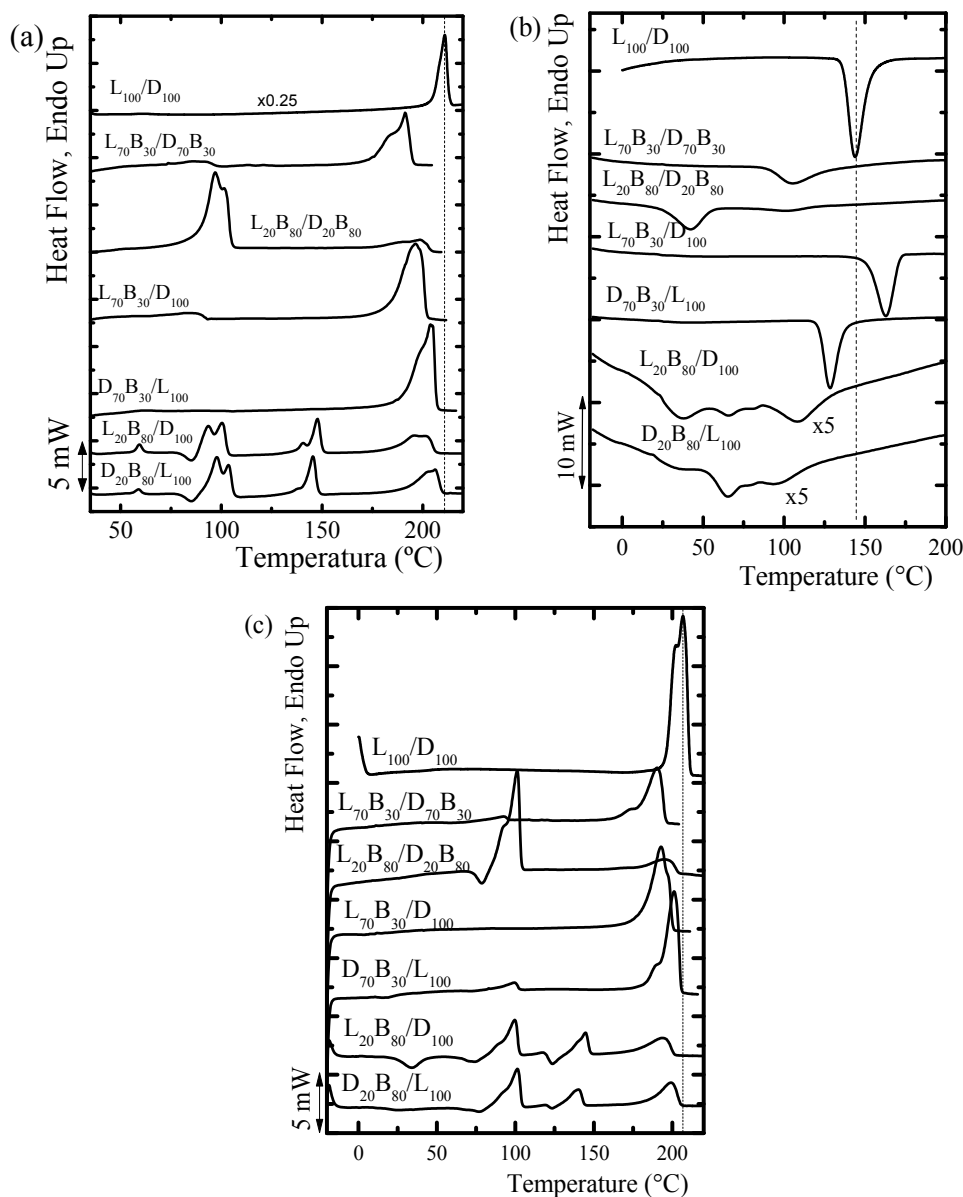 (a)
Heat Flow, Endo Up
L₁₀₀/D₁₀₀
x0.25
L₇₀B₃₀/D₇₀B₃₀
L₂₀B₈₀/D₂₀B₈₀
L₇₀B₃₀/D₁₀₀
D₇₀B₃₀/L₁₀₀
L₂₀B₈₀/D₁₀₀
D₂₀B₈₀/L₁₀₀
5 mW
50 100 150 200
Temperatura (ºC)
(b)
Heat Flow, Endo Up
L₁₀₀/D₁₀₀
L₇₀B₃₀/D₇₀B₃₀
L₂₀B₈₀/D₂₀B₈₀
L₇₀B₃₀/D₁₀₀
D₇₀B₃₀/L₁₀₀
L₂₀B₈₀/D₁₀₀
x5
D₂₀B₈₀/L₁₀₀
x5
10 mW
0 50 100 150 200
Temperature (°C)
(c)
Heat Flow, Endo Up
L₁₀₀/D₁₀₀
L₇₀B₃₀/D₇₀B₃₀
L₂₀B₈₀/D₂₀B₈₀
L₇₀B₃₀/D₁₀₀
D₇₀B₃₀/L₁₀₀
L₂₀B₈₀/D₁₀₀
D₂₀B₈₀/L₁₀₀
5 mW
0 50 100 150 200
Temperature (°C)